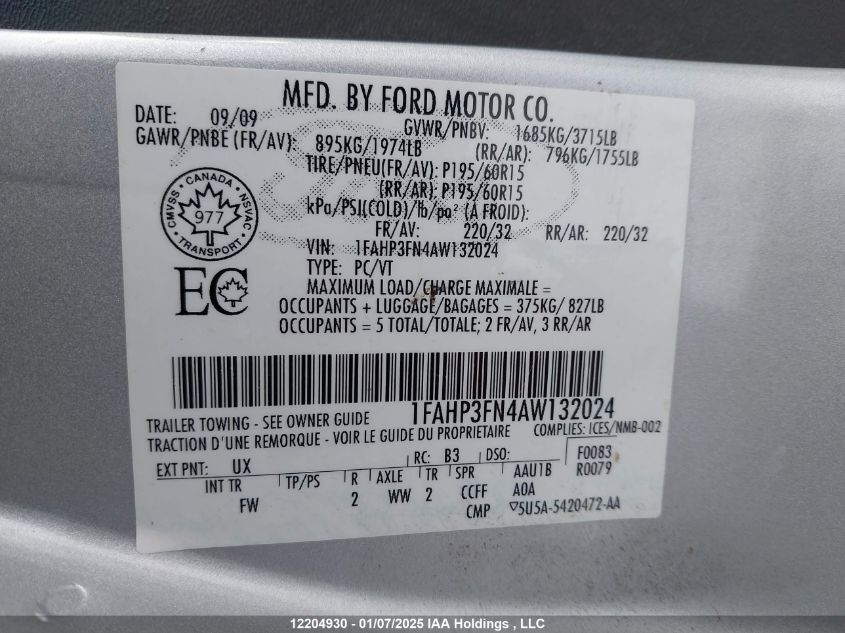 MFD. BY FORD MOTOR CO.
DATE: 09/09 GVWR/PNBV: 1685KG/3715LB
GAWR/PNBE (FR/AV): 895KG/1974LB (RR/AR): 796KG/1755LB
TIRE/PNEU(FR/AV): P195/60R15
(RR/AR): P195/60R15
kPa/PSI(COLD)/lb/po² (A FROID):
FR/AV: 220/32 RR/AR: 220/32
VIN: 1FAHP3FN4AW132024
TYPE: PC/VT
MAXIMUM LOAD/CHARGE MAXIMALE =
OCCUPANTS + LUGGAGE/BAGAGES = 375KG/ 827LB
OCCUPANTS = 5 TOTAL/TOTALE; 2 FR/AV, 3 RR/AR
CMVSS • CANADA • NSVAC
977
• TRANSPORT •
EC
1FAHP3FN4AW132024
TRAILER TOWING - SEE OWNER GUIDE
TRACTION D'UNE REMORQUE - VOIR LE GUIDE DU PROPRIETAIRE
COMPLIES: ICES/NMB-002
EXT PNT: UX RC: B3 DSO: F0083
R0079
INT TR TP/PS R AXLE TR SPR AAU1B
FW 2 WW 2 CCFF A0A
CMP ▽5U5A-5420472-AA
12204930 - 01/07/2025 IAA Holdings , LLC